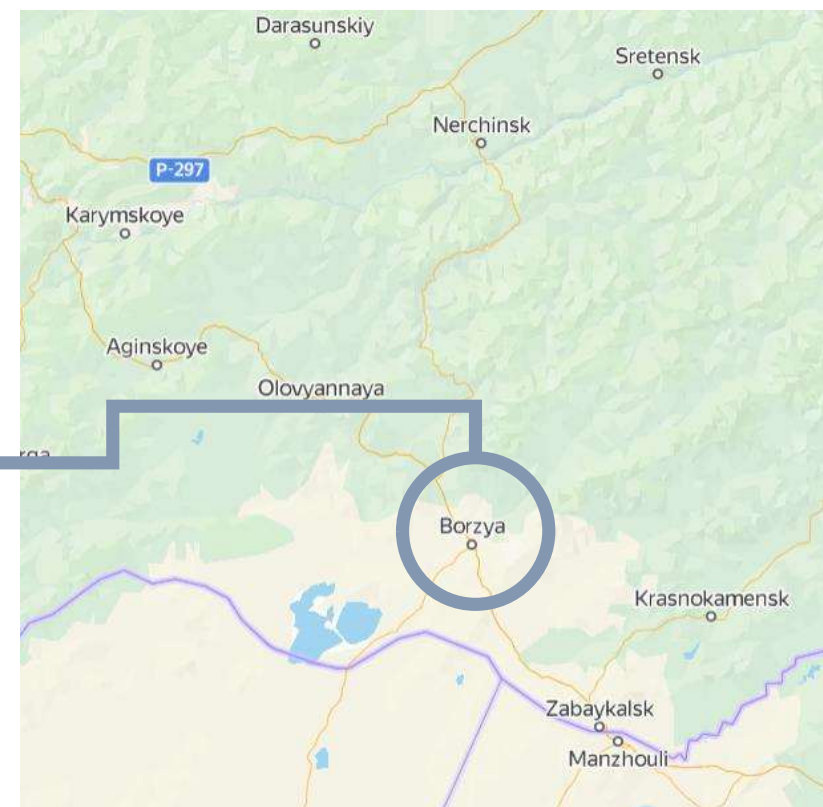 Darasunskiy
Sretensk
Nerchinsk
P-297
Karymskoye
Aginskoye
Olovyannaya
Borzya
Krasnokamensk
Zabaykalsk
Manzhouli